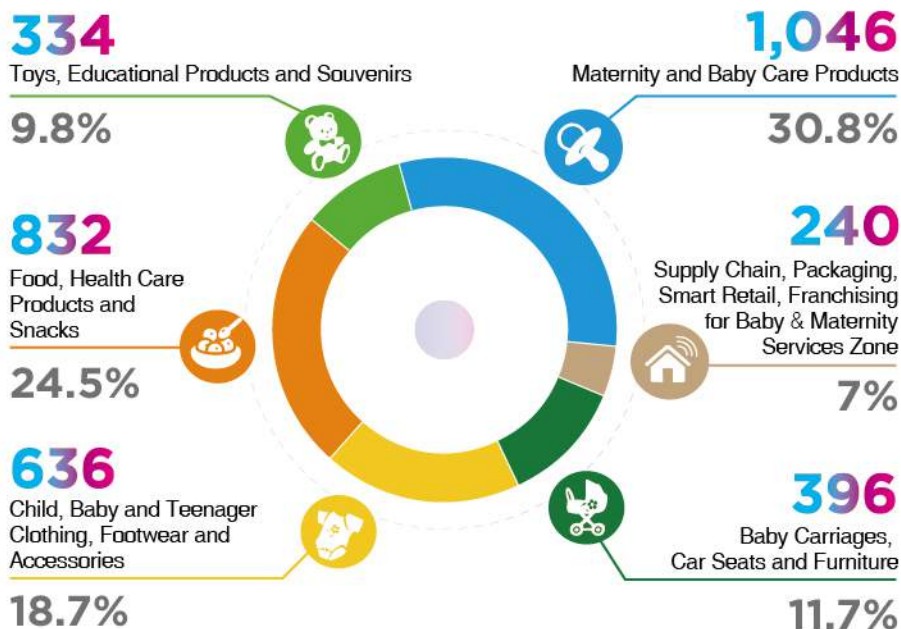 334
Toys, Educational Products and Souvenirs
9.8%
1,046
Maternity and Baby Care Products
30.8%
832
Food, Health Care
Products and
Snacks
24.5%
240
Supply Chain, Packaging,
Smart Retail, Franchising
for Baby & Maternity
Services Zone
7%
636
Child, Baby and Teenager
Clothing, Footwear and
Accessories
18.7%
396
Baby Carriages,
Car Seats and Furniture
11.7%